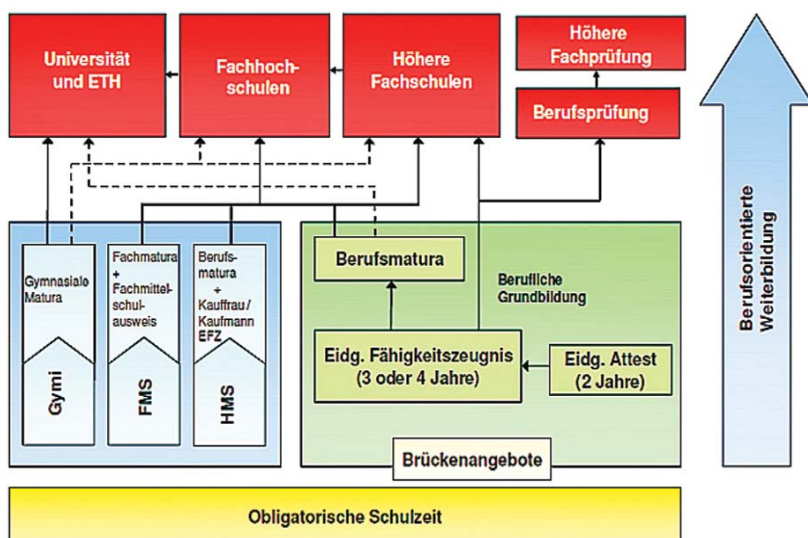 Universität
und ETH
Fachhoch-
schulen
Höhere
Fachschulen
Höhere
Fachprüfung
Berufsprüfung
Gymnasiale
Matura
Gymi
Fachmatura
+
Fachmittel-
schul-
ausweis
FMS
Berufs-
matura
+
Kauffrau/
Kaufmann
EFZ
HMS
Berufsmatura
Berufliche
Grundbildung
Eidg. Fähigkeitszeugnis
(3 oder 4 Jahre)
Eidg. Attest
(2 Jahre)
Brückenangebote
Obligatorische Schulzeit
Berufsorientierte
Weiterbildung